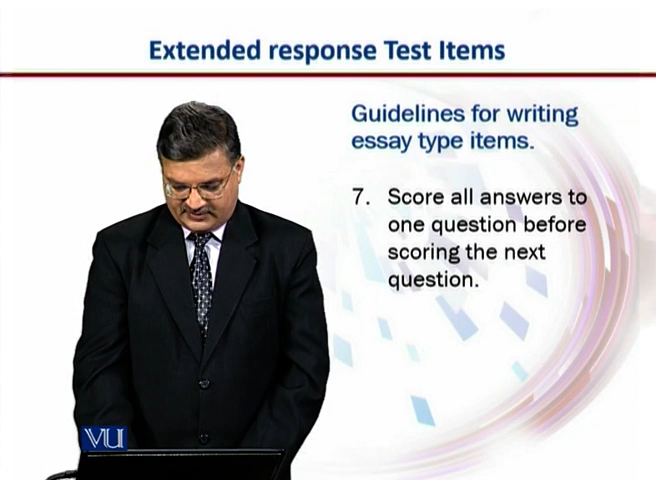 Extended response Test Items
Guidelines for writing
essay type items.
7. Score all answers to
one question before
scoring the next
question.
VU